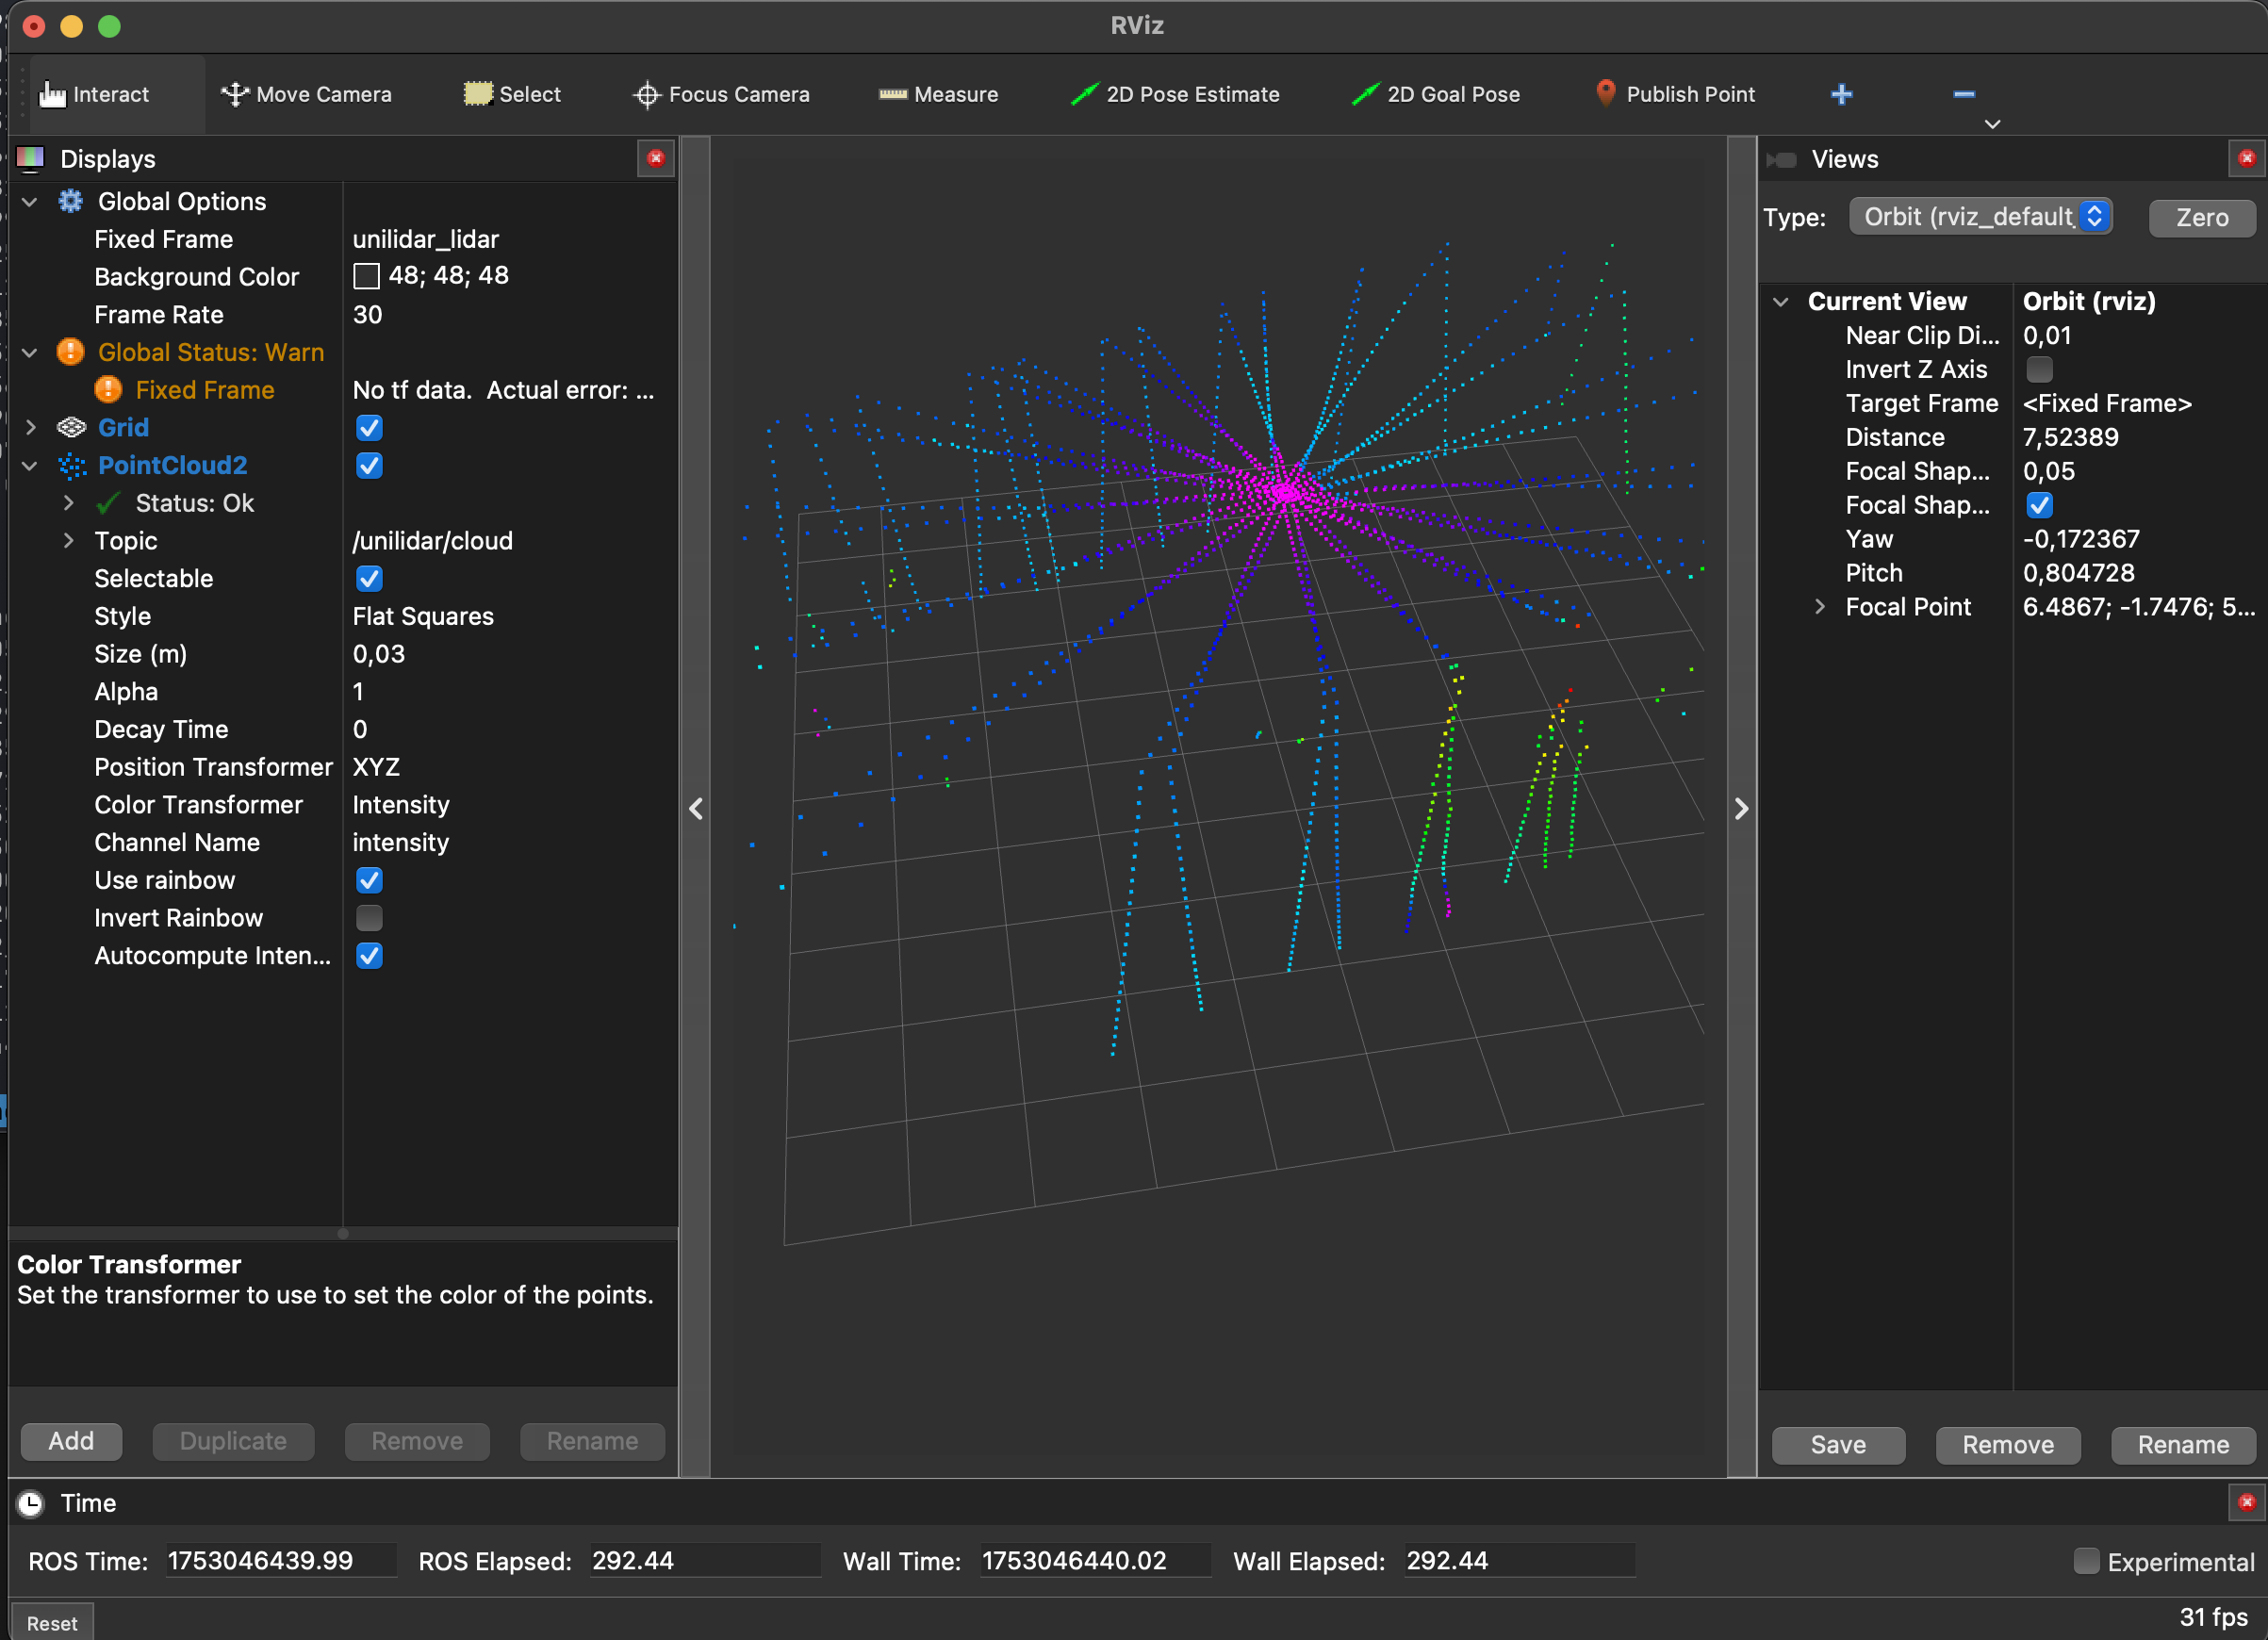 RViz
Interact
Move Camera
Select
Focus Camera
Measure
2D Pose Estimate
2D Goal Pose
Publish Point
Displays
Global Options
Fixed Frame unilidar_lidar
Background Color 48; 48; 48
Frame Rate 30
Global Status: Warn
Fixed Frame No tf data.  Actual error: ...
Grid
PointCloud2
Status: Ok
Topic /unilidar/cloud
Selectable
Style Flat Squares
Size (m) 0,03
Alpha 1
Decay Time 0
Position Transformer XYZ
Color Transformer Intensity
Channel Name intensity
Use rainbow
Invert Rainbow
Autocompute Inten...
Color Transformer
Set the transformer to use to set the color of the points.
Add Duplicate Remove Rename
Views
Type: Orbit (rviz_default_ Zero
Current View Orbit (rviz)
Near Clip Di... 0,01
Invert Z Axis
Target Frame <Fixed Frame>
Distance 7,52389
Focal Shap... 0,05
Focal Shap...
Yaw -0,172367
Pitch 0,804728
Focal Point 6.4867; -1.7476; 5...
Save Remove Rename
Time
ROS Time: 1753046439.99 ROS Elapsed: 292.44 Wall Time: 1753046440.02 Wall Elapsed: 292.44 Experimental
Reset 31 fps